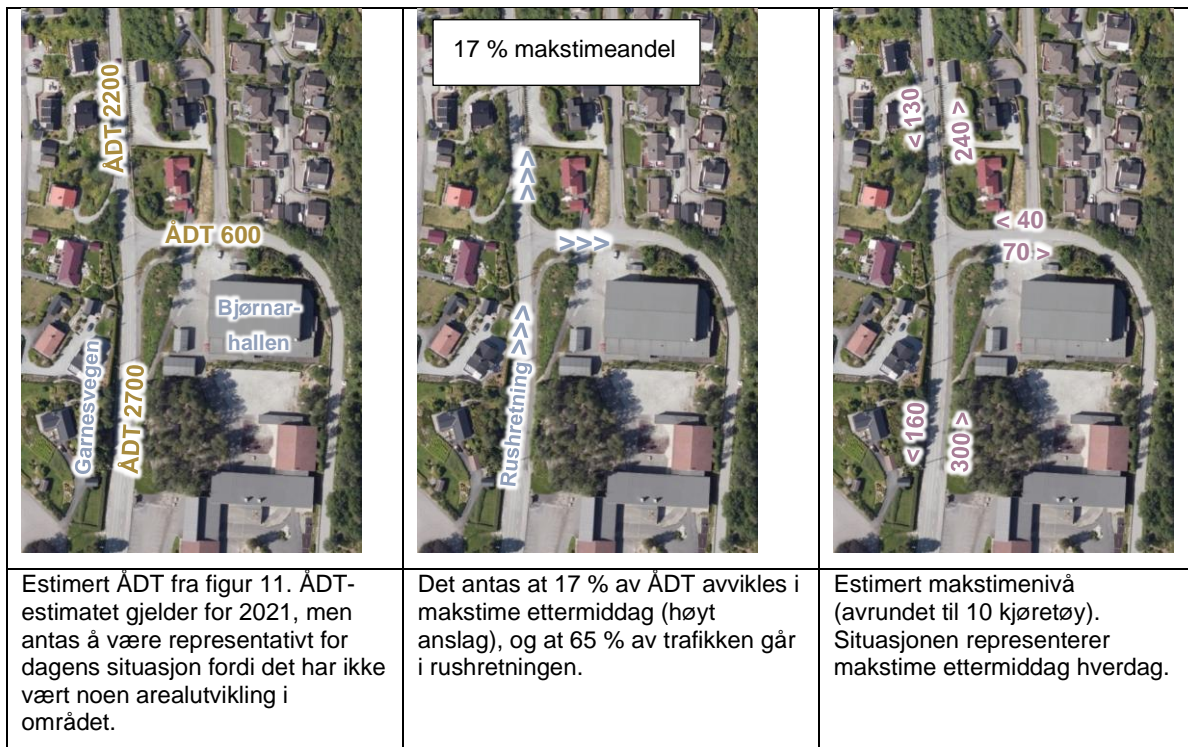 ÅDT 2200
ÅDT 600
Bjørnar-
hallen
Garnesvegen
ÅDT 2700
Estimert ÅDT fra figur 11. ÅDT-
estimatet gjelder for 2021, men
antas å være representativt for
dagens situasjon fordi det har ikke
vært noen arealutvikling i
området.
17 % makstimeandel
>>>
>>>
Rushretning >>>
Det antas at 17 % av ÅDT avvikles i
makstime ettermiddag (høyt
anslag), og at 65 % av trafikken går
i rushretningen.
< 130
240 >
< 40
70 >
< 160
300 >
Estimert makstimenivå
(avrundet til 10 kjøretøy).
Situasjonen representerer
makstime ettermiddag hverdag.